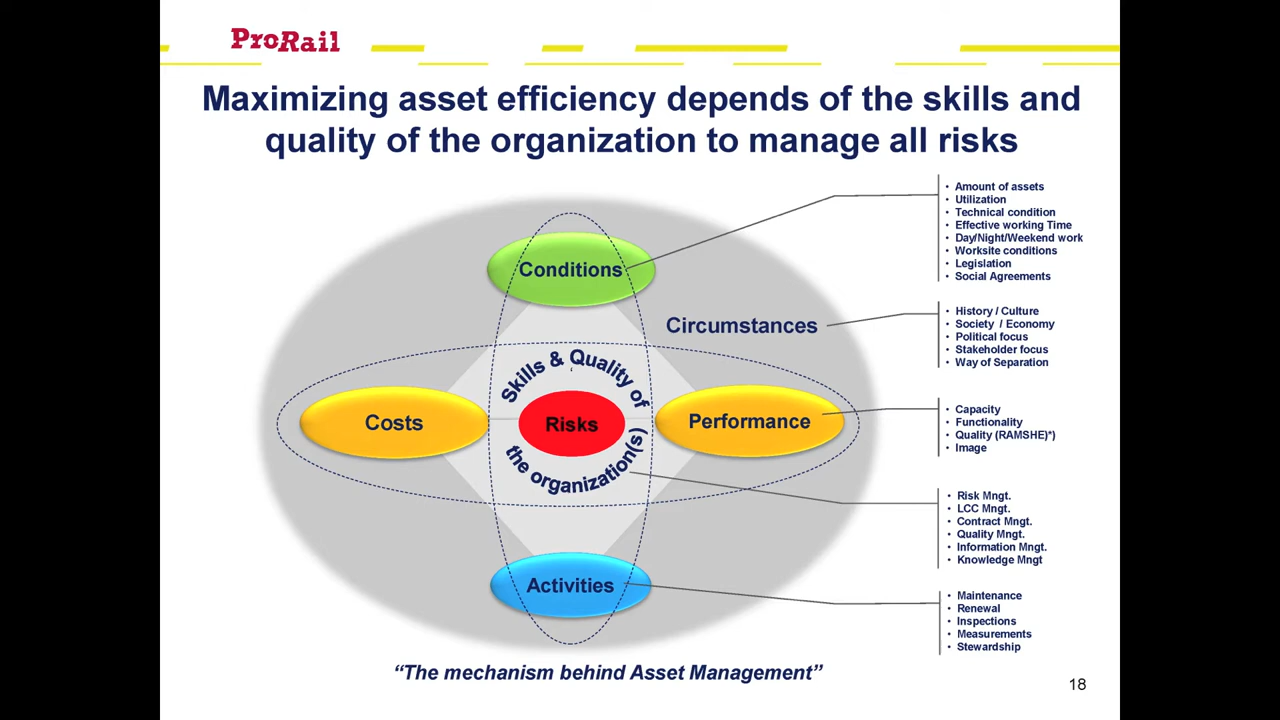 ProRail
Maximizing asset efficiency depends of the skills and
quality of the organization to manage all risks
• Amount of assets
• Utilization
• Technical condition
• Effective working Time
• Day/Night/Weekend work
• Worksite conditions
• Legislation
• Social Agreements
Conditions
Circumstances
• History / Culture
• Society / Economy
• Political focus
• Stakeholder focus
• Way of Separation
Skills & Quality of
the organization(s)
Costs
Risks
Performance
• Capacity
• Functionality
• Quality (RAMSHE)*)
• Image
• Risk Mngt.
• LCC Mngt.
• Contract Mngt.
• Quality Mngt.
• Information Mngt.
• Knowledge Mngt
Activities
• Maintenance
• Renewal
• Inspections
• Measurements
• Stewardship
“The mechanism behind Asset Management”
18